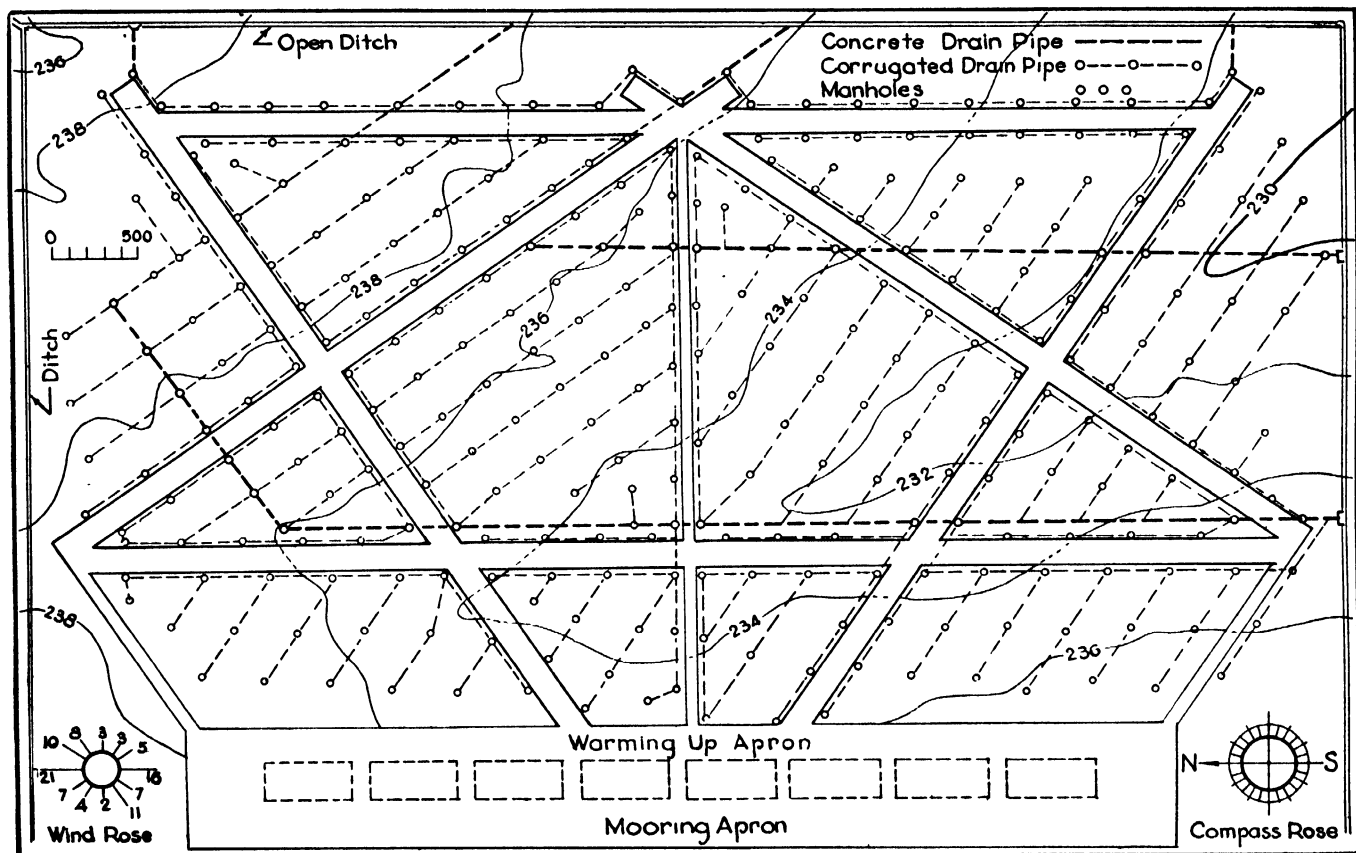 Open Ditch
Concrete Drain Pipe
Corrugated Drain Pipe
Manholes
236
238
230
0 500
238
236
234
Ditch
232
238
234
236
Warming Up Apron
Mooring Apron
10 8 3 3 5
21 18
7 4 2 7
11
Wind Rose
N S
Compass Rose